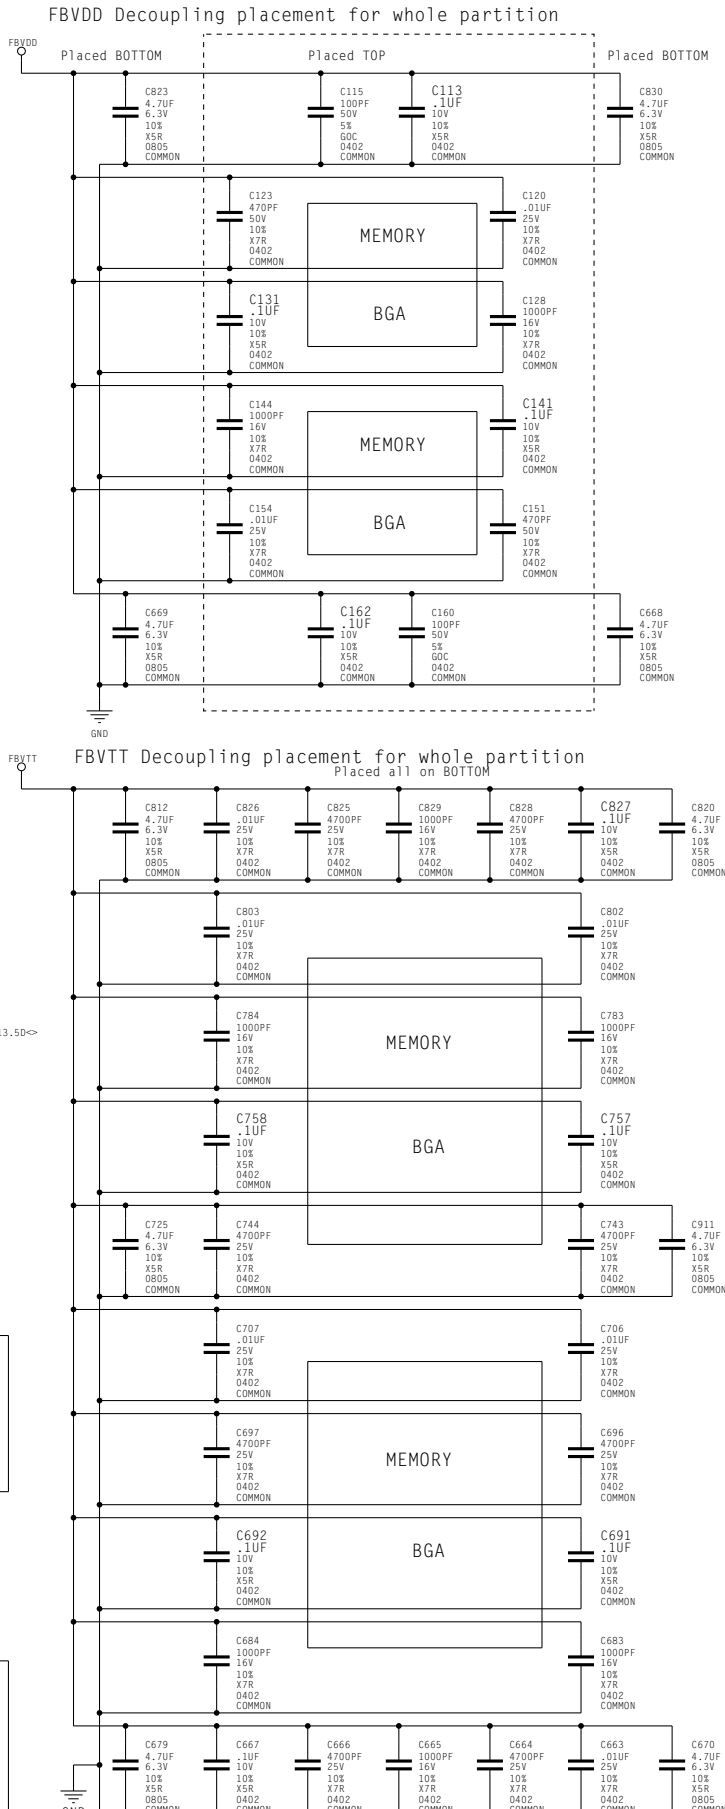 FBVDD Decoupling placement for whole partition
FBVDD
Placed BOTTOM
Placed TOP
Placed BOTTOM
C823
4.7UF
6.3V
10%
X5R
0805
COMMON
C115
100PF
50V
5%
GOC
0402
COMMON
C113
.1UF
10V
10%
X5R
0402
COMMON
C830
4.7UF
6.3V
10%
X5R
0805
COMMON
C123
470PF
50V
10%
X7R
0402
COMMON
MEMORY
C120
.01UF
25V
10%
X7R
0402
COMMON
C131
.1UF
10V
10%
X5R
0402
COMMON
BGA
C128
1000PF
16V
10%
X7R
0402
COMMON
C144
1000PF
16V
10%
X7R
0402
COMMON
MEMORY
C141
.1UF
10V
10%
X5R
0402
COMMON
C154
.01UF
25V
10%
X7R
0402
COMMON
BGA
C151
470PF
50V
10%
X7R
0402
COMMON
C669
4.7UF
6.3V
10%
X5R
0805
COMMON
C162
.1UF
10V
10%
X5R
0402
COMMON
C160
100PF
50V
5%
GOC
0402
COMMON
C668
4.7UF
6.3V
10%
X5R
0805
COMMON
GND
FBVTT Decoupling placement for whole partition
FBVTT
Placed all on BOTTOM
C812
4.7UF
6.3V
10%
X5R
0805
COMMON
C826
.01UF
25V
10%
X7R
0402
COMMON
C825
4700PF
25V
10%
X7R
0402
COMMON
C829
1000PF
16V
10%
X7R
0402
COMMON
C828
4700PF
25V
10%
X7R
0402
COMMON
C827
.1UF
10V
10%
X5R
0402
COMMON
C820
4.7UF
6.3V
10%
X5R
0805
COMMON
C803
.01UF
25V
10%
X7R
0402
COMMON
C802
.01UF
25V
10%
X7R
0402
COMMON
13.5D<>
C784
1000PF
16V
10%
X7R
0402
COMMON
MEMORY
C783
1000PF
16V
10%
X7R
0402
COMMON
C758
.1UF
10V
10%
X5R
0402
COMMON
BGA
C757
.1UF
10V
10%
X5R
0402
COMMON
C725
4.7UF
6.3V
10%
X5R
0805
COMMON
C744
4700PF
25V
10%
X7R
0402
COMMON
C743
4700PF
25V
10%
X7R
0402
COMMON
C911
4.7UF
6.3V
10%
X5R
0805
COMMON
C707
.01UF
25V
10%
X7R
0402
COMMON
C706
.01UF
25V
10%
X7R
0402
COMMON
C697
4700PF
25V
10%
X7R
0402
COMMON
MEMORY
C696
4700PF
25V
10%
X7R
0402
COMMON
C692
.1UF
10V
10%
X5R
0402
COMMON
BGA
C691
.1UF
10V
10%
X5R
0402
COMMON
C684
1000PF
16V
10%
X7R
0402
COMMON
C683
1000PF
16V
10%
X7R
0402
COMMON
C679
4.7UF
6.3V
10%
X5R
0805
COMMON
C667
.1UF
10V
10%
X5R
0402
COMMON
C666
4700PF
25V
10%
X7R
0402
COMMON
C665
1000PF
16V
10%
X7R
0402
COMMON
C664
4700PF
25V
10%
X7R
0402
COMMON
C663
.01UF
25V
10%
X7R
0402
COMMON
C670
4.7UF
6.3V
10%
X5R
0805
COMMON
GND